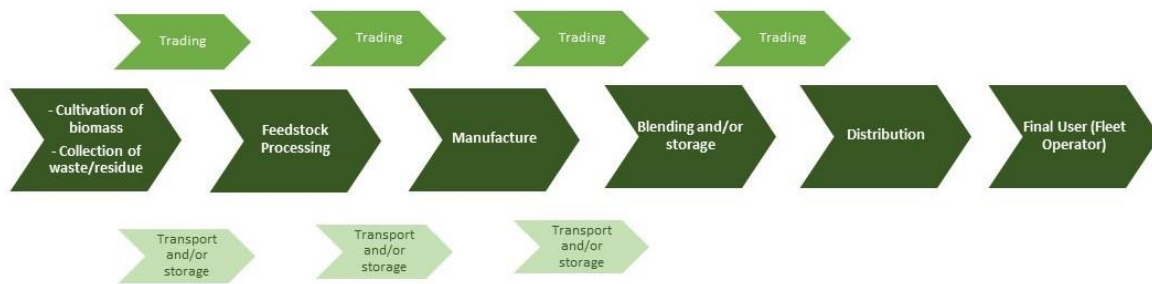 Trading
Trading
Trading
Trading
- Cultivation of
biomass
- Collection of
waste/residue
Feedstock
Processing
Manufacture
Blending and/or
storage
Distribution
Final User (Fleet
Operator)
Transport
and/or
storage
Transport
and/or
storage
Transport
and/or
storage